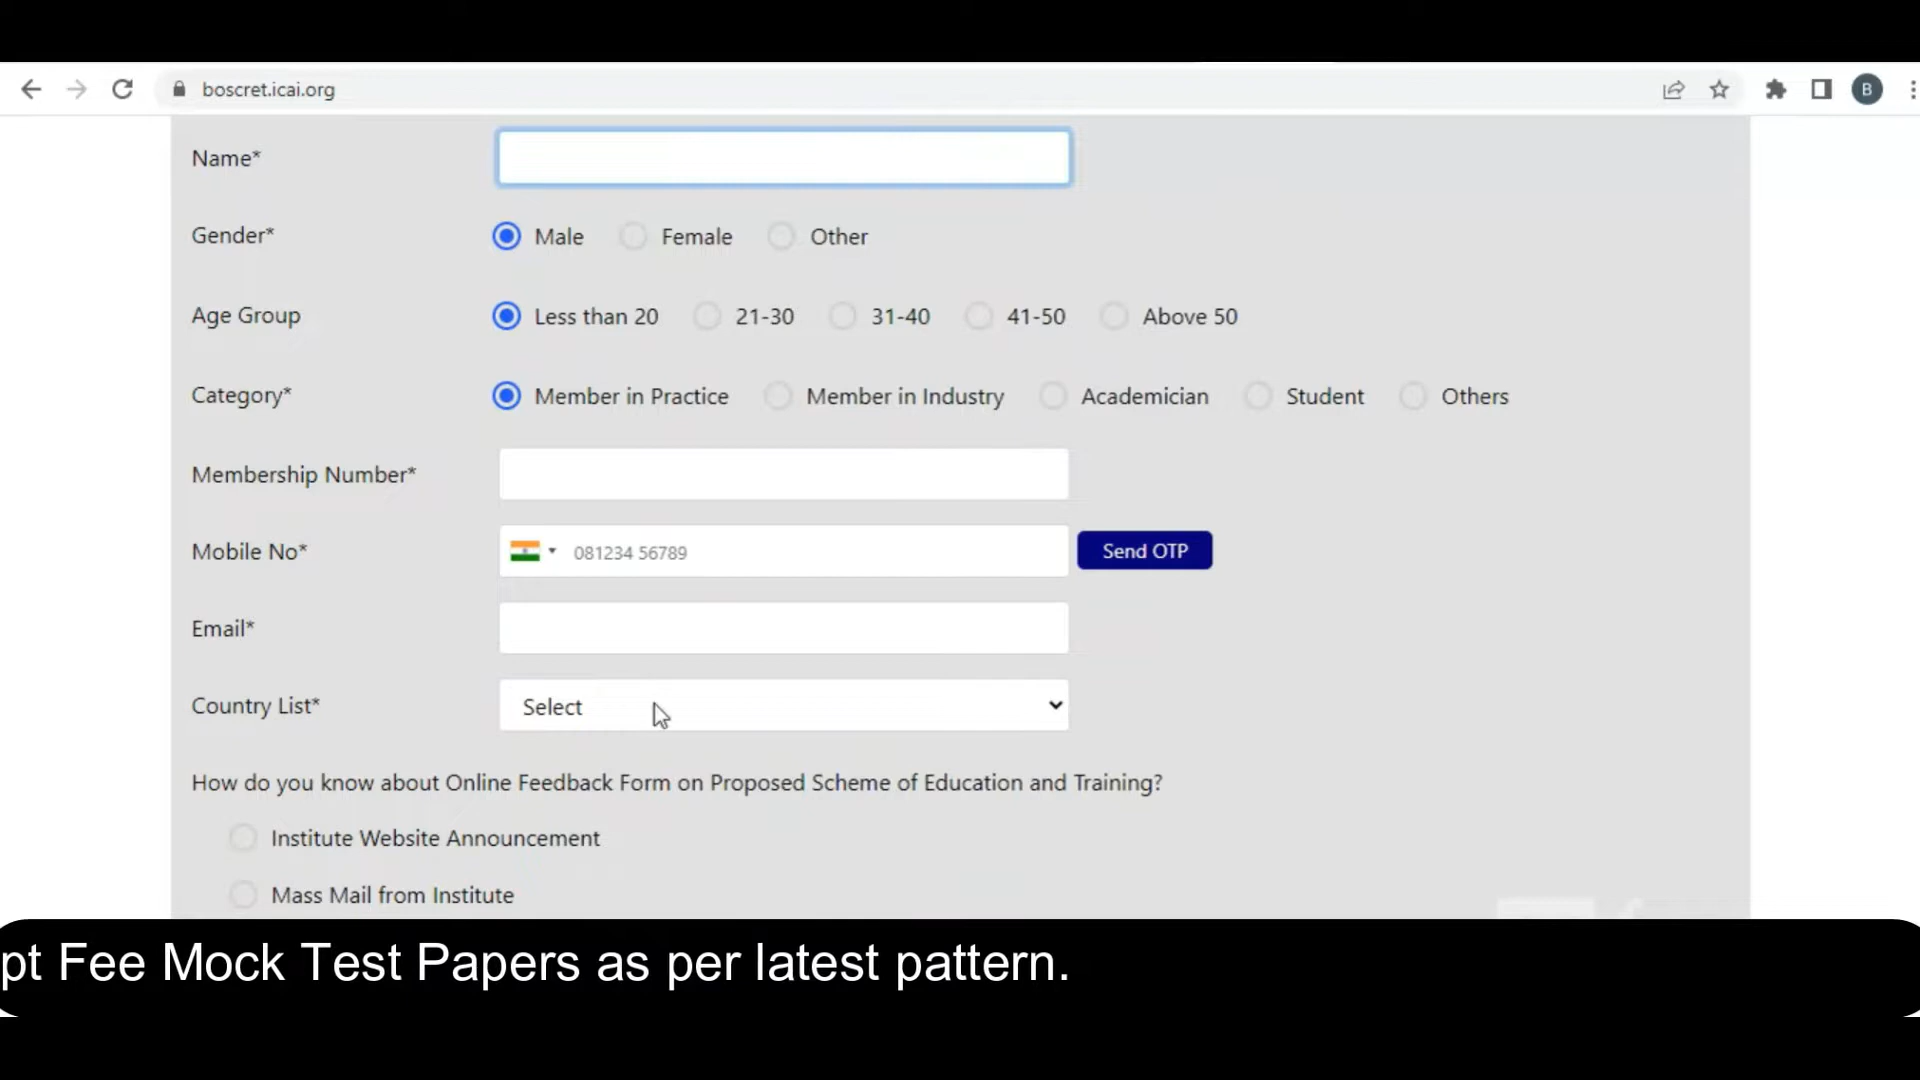 boscret.icai.org
B
Name*
Gender* Male Female Other
Age Group Less than 20 21-30 31-40 41-50 Above 50
Category* Member in Practice Member in Industry Academician Student Others
Membership Number*
Mobile No* 081234 56789 Send OTP
Email*
Country List* Select
How do you know about Online Feedback Form on Proposed Scheme of Education and Training?
Institute Website Announcement
Mass Mail from Institute
pt Fee Mock Test Papers as per latest pattern.